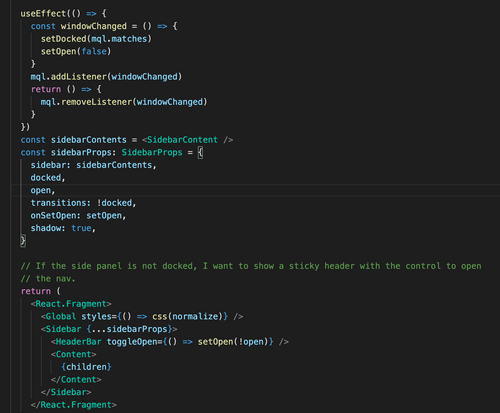 useEffect(() => {
  const windowChanged = () => {
    setDocked(mql.matches)
    setOpen(false)
  }
  mql.addListener(windowChanged)
  return () => {
    mql.removeListener(windowChanged)
  }
})
const sidebarContents = <SidebarContent />
const sidebarProps: SidebarProps = {
  sidebar: sidebarContents,
  docked,
  open,
  transitions: !docked,
  onSetOpen: setOpen,
  shadow: true,
}
// If the side panel is not docked, I want to show a sticky header with the control to open
// the nav.
return (
  <React.Fragment>
    <Global styles={() => css(normalize)} />
    <Sidebar {...sidebarProps}>
      <HeaderBar toggleOpen={() => setOpen(!open)} />
      <Content>
        {children}
      </Content>
    </Sidebar>
  </React.Fragment>